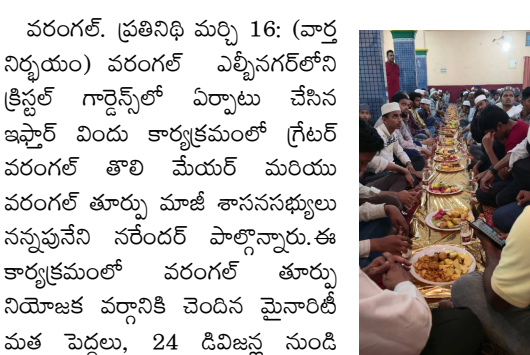 వరంగల్. ప్రతినిధి మర్చి 16: (వార్త
నిర్భయం) వరంగల్ ఎల్బీనగర్‌లోని
క్రిస్టల్ గార్డెన్స్‌లో ఏర్పాటు చేసిన
ఇఫ్తార్ విందు కార్యక్రమంలో గ్రేటర్
వరంగల్ తొలి మేయర్ మరియు
వరంగల్ తూర్పు మాజీ శాసనసభ్యులు
నన్నపునేని నరేందర్ పాల్గొన్నారు.ఈ
కార్యక్రమంలో వరంగల్ తూర్పు
నియోజక వర్గానికి చెందిన మైనారిటీ
మత పెద్దలు, 24 డివిజన్ల నుండి